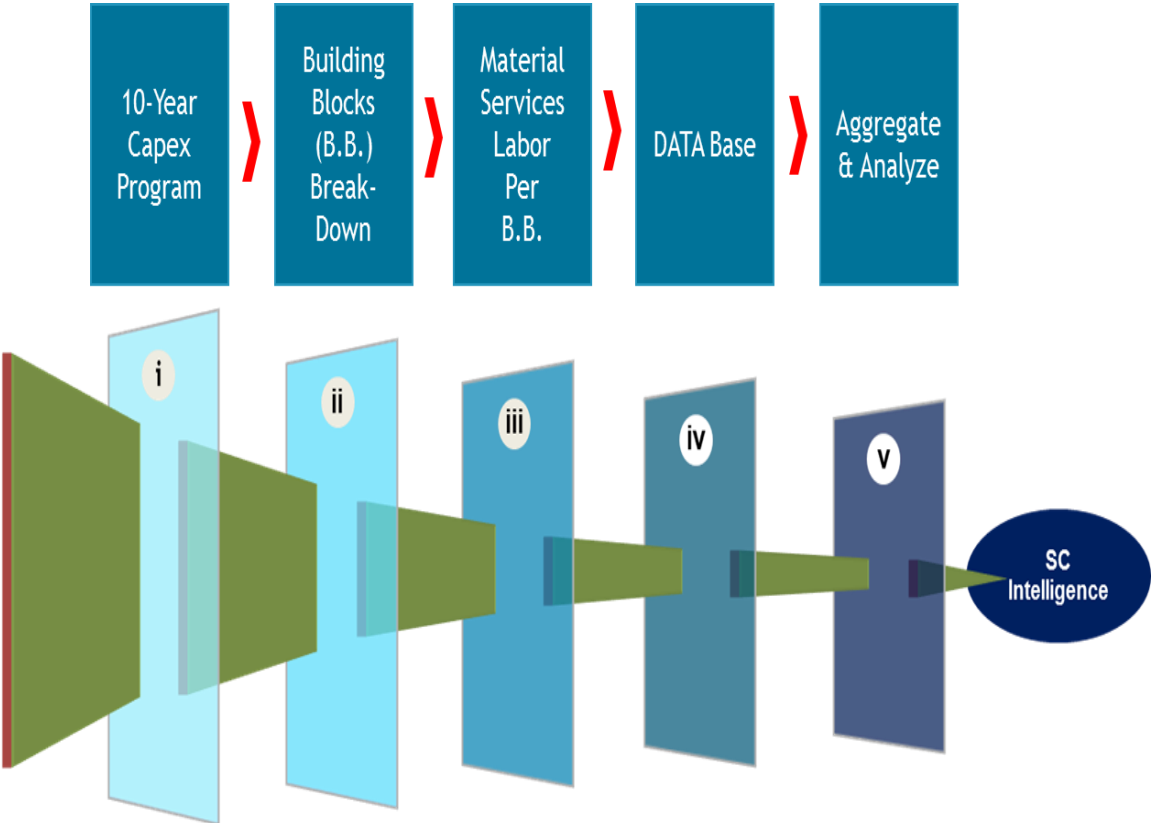 10-Year
Capex
Program
Building
Blocks
(B.B.)
Break-
Down
Material
Services
Labor
Per
B.B.
DATA Base
Aggregate
& Analyze
i
ii
iii
iv
v
SC
Intelligence